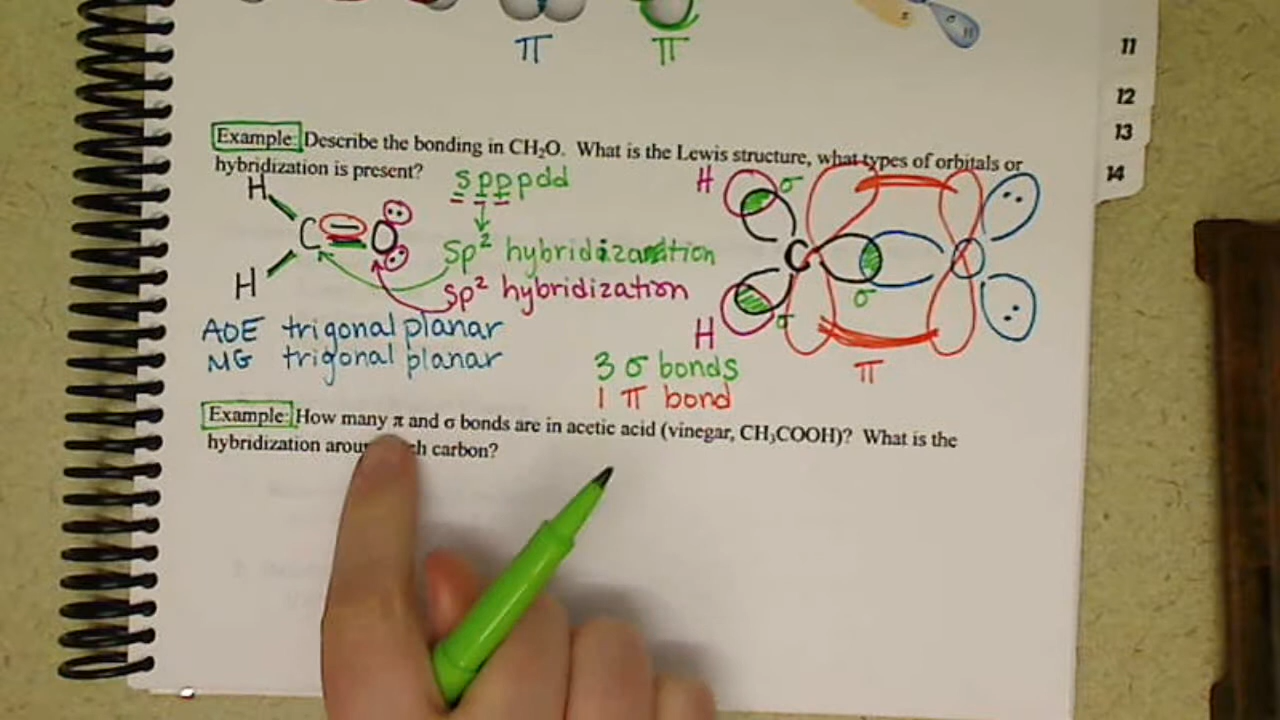 π π
11
12
13
14
Example: Describe the bonding in CH₂O. What is the Lewis structure, what types of orbitals or
hybridization is present?
s p p p d d
H
C = O
H
sp² hybridization
sp² hybridization
AOE trigonal planar
MG trigonal planar
H σ
C O
σ
H σ
π
3 σ bonds
1 π bond
Example: How many π and σ bonds are in acetic acid (vinegar, CH₃COOH)? What is the
hybridization carbon?